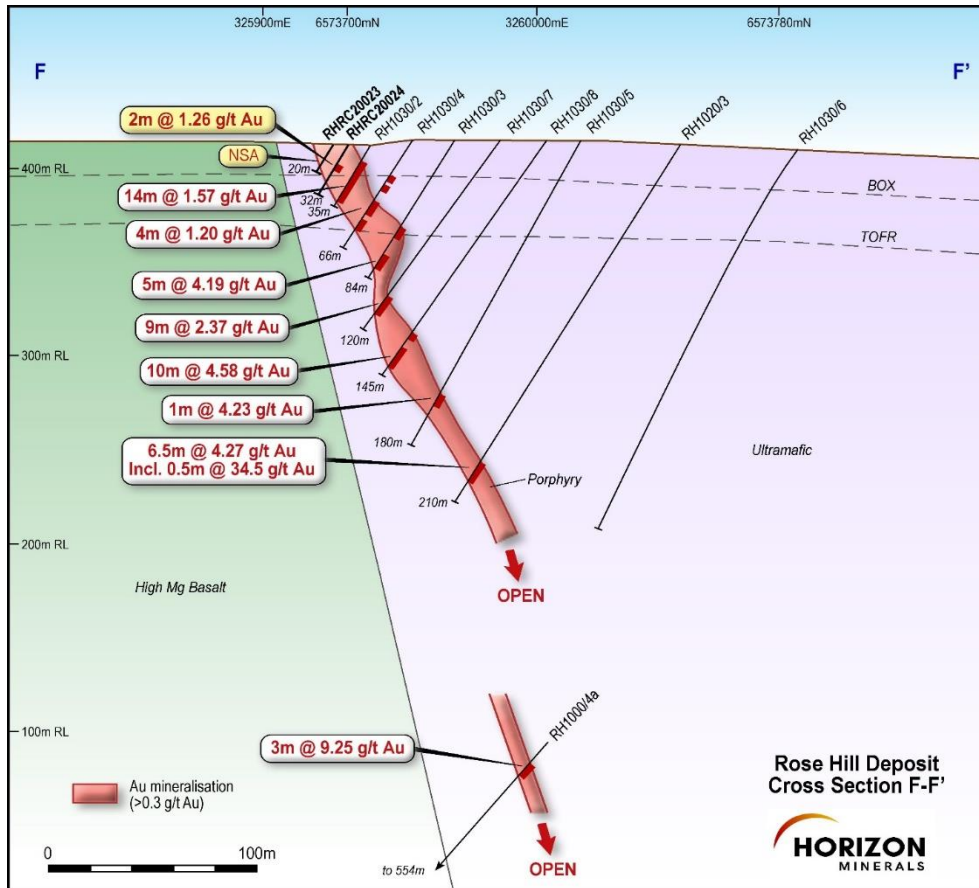 325900mE
6573700mN
3260000mE
6573780mN
F
F'
RHRC20023
RHRC20024
RH1030/2
RH1030/4
RH1030/3
RH1030/7
RH1030/8
RH1030/5
RH1020/3
RH1030/6
2m @ 1.26 g/t Au
NSA
400m RL
20m
32m
35m
BOX
14m @ 1.57 g/t Au
4m @ 1.20 g/t Au
TOFR
66m
5m @ 4.19 g/t Au
84m
9m @ 2.37 g/t Au
120m
300m RL
10m @ 4.58 g/t Au
145m
1m @ 4.23 g/t Au
180m
6.5m @ 4.27 g/t Au
Incl. 0.5m @ 34.5 g/t Au
Ultramafic
Porphyry
210m
200m RL
High Mg Basalt
OPEN
RH1000/4a
100m RL
3m @ 9.25 g/t Au
Au mineralisation
(>0.3 g/t Au)
Rose Hill Deposit
Cross Section F-F'
HORIZON
MINERALS
0
100m
to 554m
OPEN